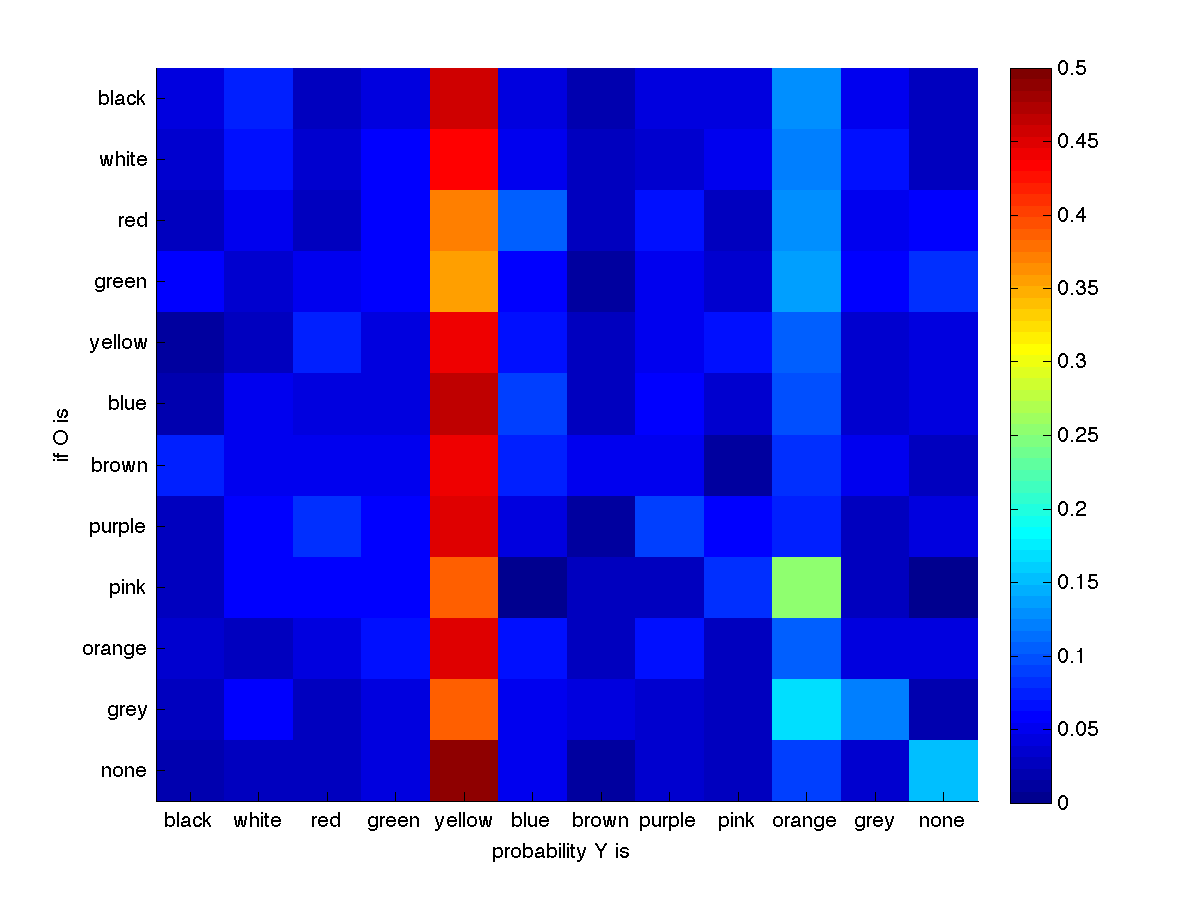 black
white
red
green
yellow
blue
brown
purple
pink
orange
grey
none
if O is
black white red green yellow blue brown purple pink orange grey none
probability Y is
0.5
0.45
0.4
0.35
0.3
0.25
0.2
0.15
0.1
0.05
0